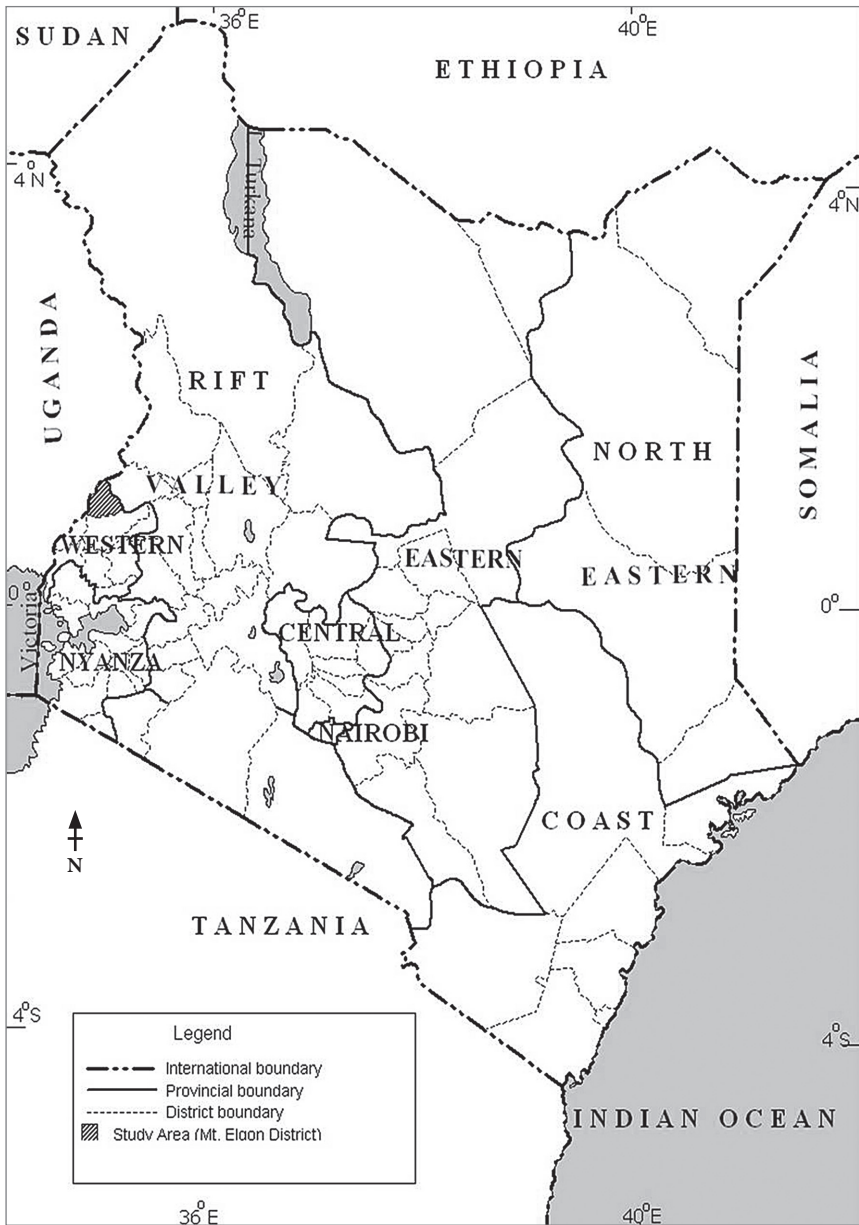 36°E
40°E
SUDAN
ETHIOPIA
4°N
4°N
L. Turkana
UGANDA
RIFT
SOMALIA
NORTH
VALLEY
WESTERN
EASTERN
EASTERN
0°
0°
Victoria
CENTRAL
NYANZA
NAIROBI
COAST
N
TANZANIA
4°S
4°S
Legend
International boundary
Provincial boundary
District boundary
Study Area (Mt. Elgon District)
INDIAN OCEAN
36°E
40°E